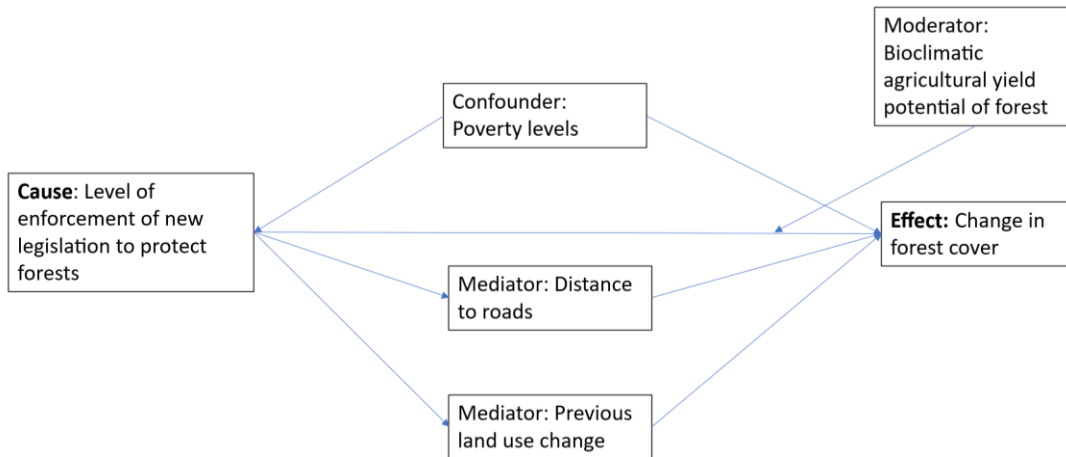 Moderator:
Bioclimatic
agricultural yield
potential of forest
Confounder:
Poverty levels
Cause: Level of
enforcement of new
legislation to protect
forests
Effect: Change in
forest cover
Mediator: Distance
to roads
Mediator: Previous
land use change